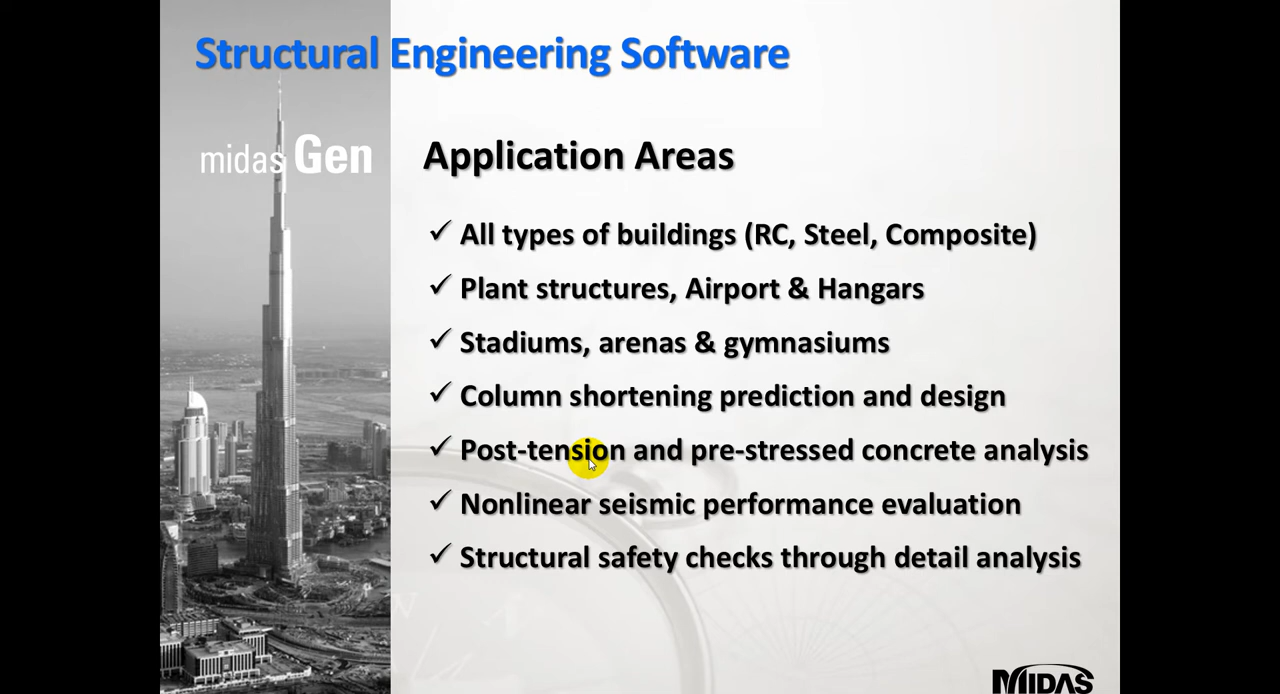 Structural Engineering Software
midas Gen
Application Areas
✓ All types of buildings (RC, Steel, Composite)
✓ Plant structures, Airport & Hangars
✓ Stadiums, arenas & gymnasiums
✓ Column shortening prediction and design
✓ Post-tension and pre-stressed concrete analysis
✓ Nonlinear seismic performance evaluation
✓ Structural safety checks through detail analysis
MIDAS